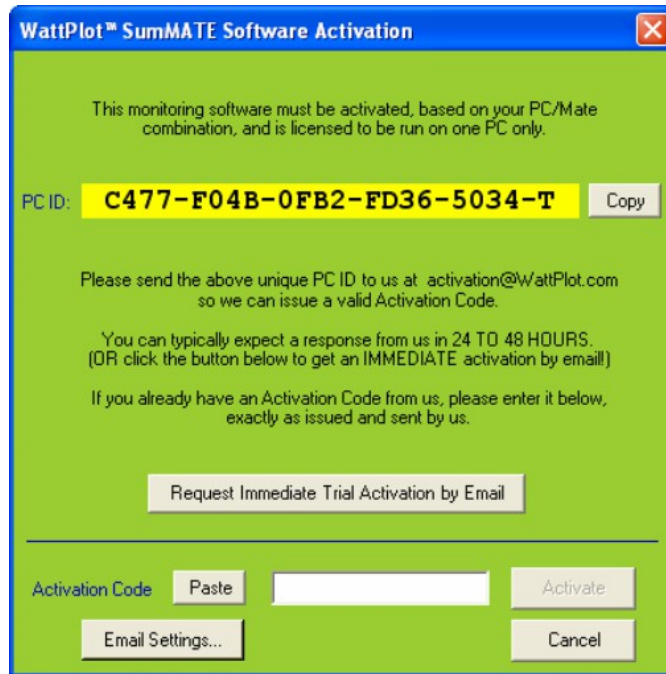 WattPlot™ SumMATE Software Activation
This monitoring software must be activated, based on your PC/Mate
combination, and is licensed to be run on one PC only.
PC ID: C477-F04B-0FB2-FD36-5034-T Copy
Please send the above unique PC ID to us at activation@WattPlot.com
so we can issue a valid Activation Code.
You can typically expect a response from us in 24 TO 48 HOURS.
(OR click the button below to get an IMMEDIATE activation by email!)
If you already have an Activation Code from us, please enter it below,
exactly as issued and sent by us.
Request Immediate Trial Activation by Email
Activation Code Paste Activate
Email Settings... Cancel